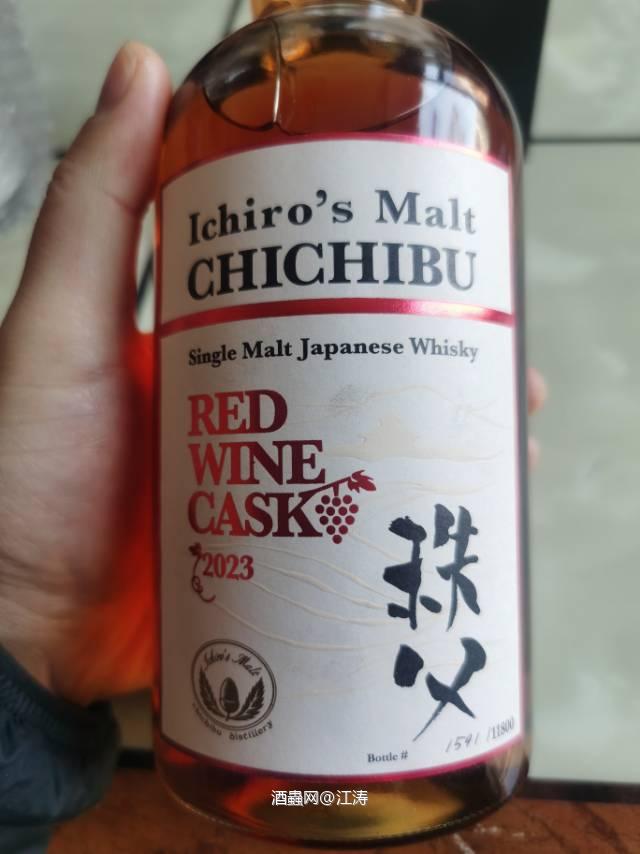 Ichiro's Malt
CHICHIBU
Single Malt Japanese Whisky
RED
WINE
CASK
2023
秩父
Ichiro's Malt
chichibu distillery
Bottle # 1591 /11800
酒蟲网@江涛